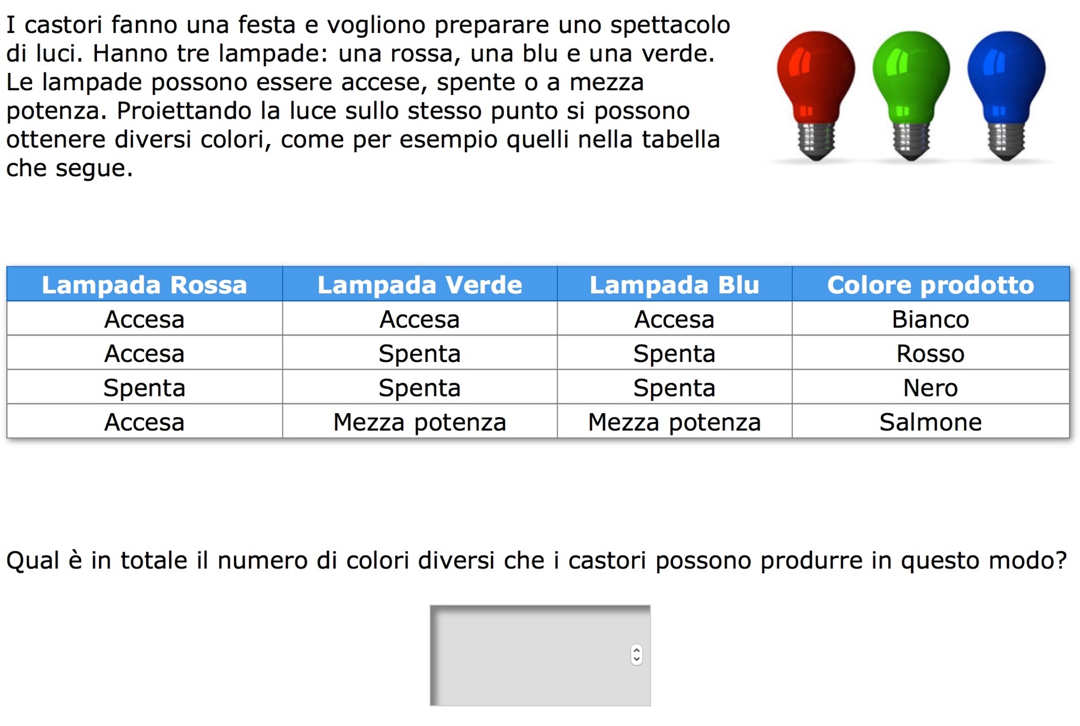 I castori fanno una festa e vogliono preparare uno spettacolo
di luci. Hanno tre lampade: una rossa, una blu e una verde.
Le lampade possono essere accese, spente o a mezza
potenza. Proiettando la luce sullo stesso punto si possono
ottenere diversi colori, come per esempio quelli nella tabella
che segue.
Lampada Rossa Lampada Verde Lampada Blu Colore prodotto
Accesa Accesa Accesa Bianco
Accesa Spenta Spenta Rosso
Spenta Spenta Spenta Nero
Accesa Mezza potenza Mezza potenza Salmone
Qual è in totale il numero di colori diversi che i castori possono produrre in questo modo?